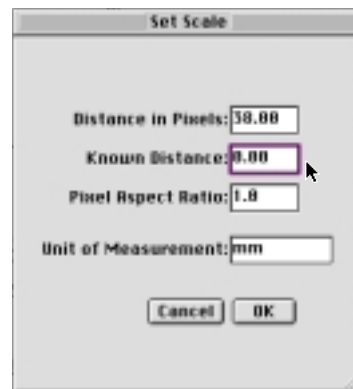 Set Scale
Distance in Pixels: 38.00
Known Distance: 0.00
Pixel Aspect Ratio: 1.0
Unit of Measurement: mm
Cancel OK